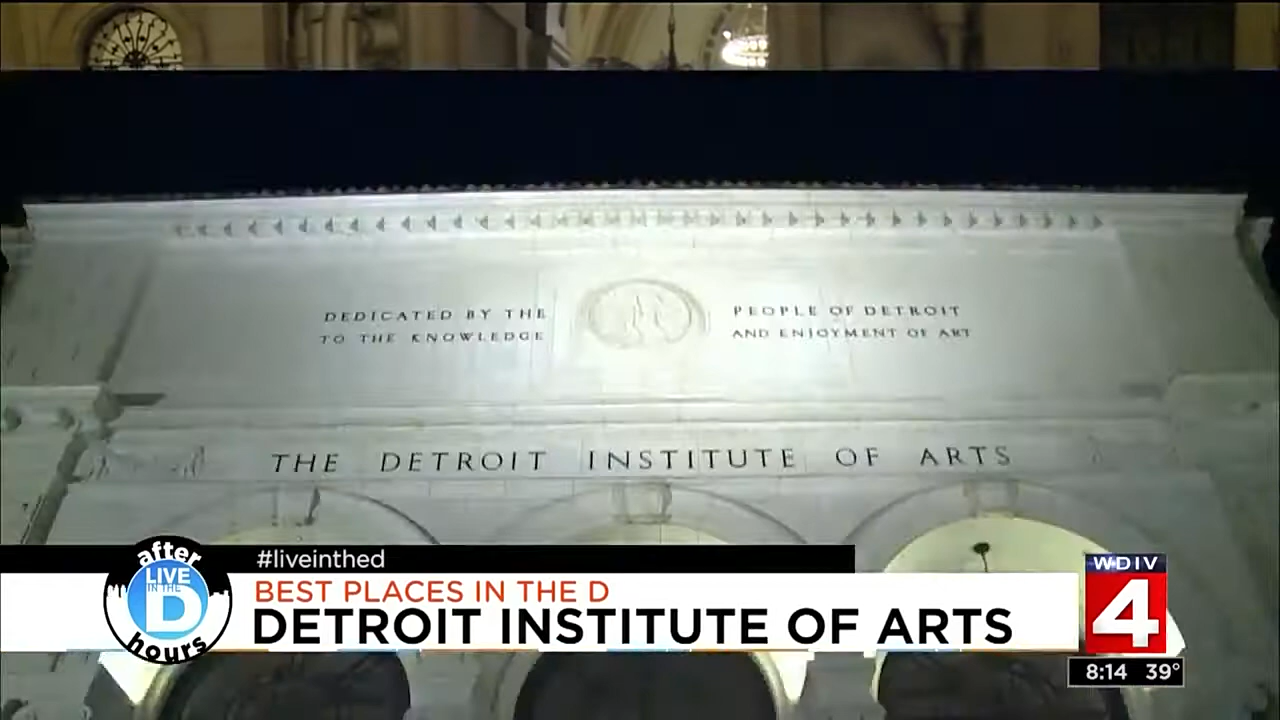 DEDICATED BY THE PEOPLE OF DETROIT
TO THE KNOWLEDGE AND ENJOYMENT OF ART
THE DETROIT INSTITUTE OF ARTS
#liveinthed
after
LIVE
IN THE
D
hours
BEST PLACES IN THE D
DETROIT INSTITUTE OF ARTS
WDIV
4
8:14 39°